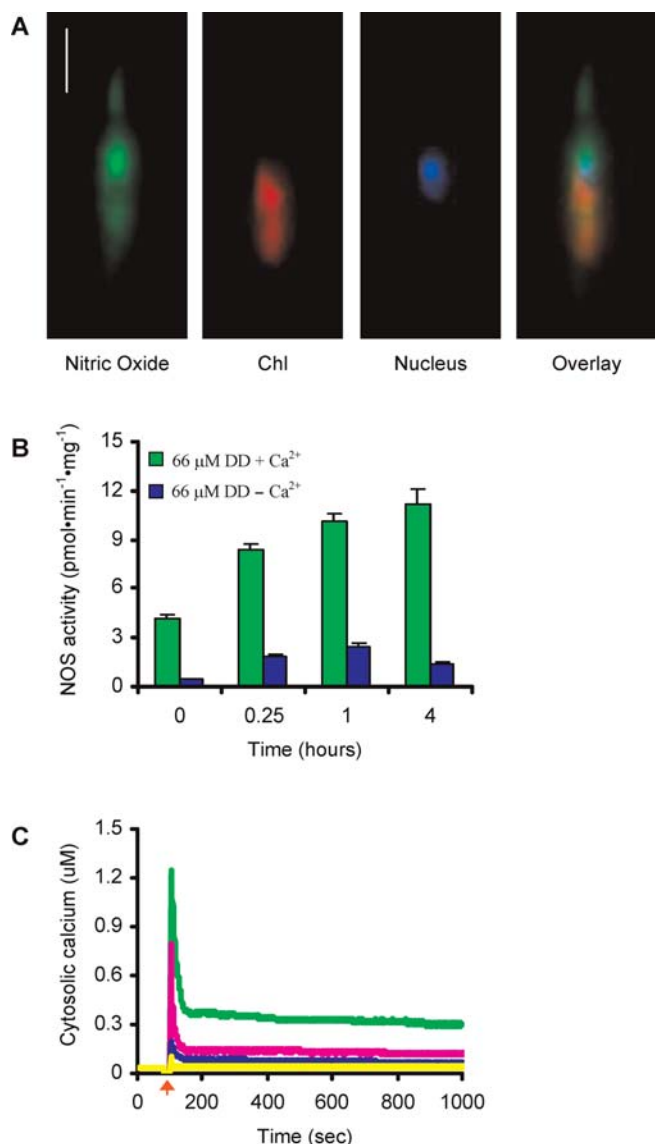 A
Nitric Oxide
Chl
Nucleus
Overlay
B
NOS activity (pmol•min⁻¹•mg⁻¹)
15
12
9
6
3
0
66 µM DD + Ca²⁺
66 µM DD – Ca²⁺
0
0.25
1
4
Time (hours)
C
Cytosolic calcium (uM)
1.5
1.2
0.9
0.6
0.3
0
0
200
400
600
800
1000
Time (sec)